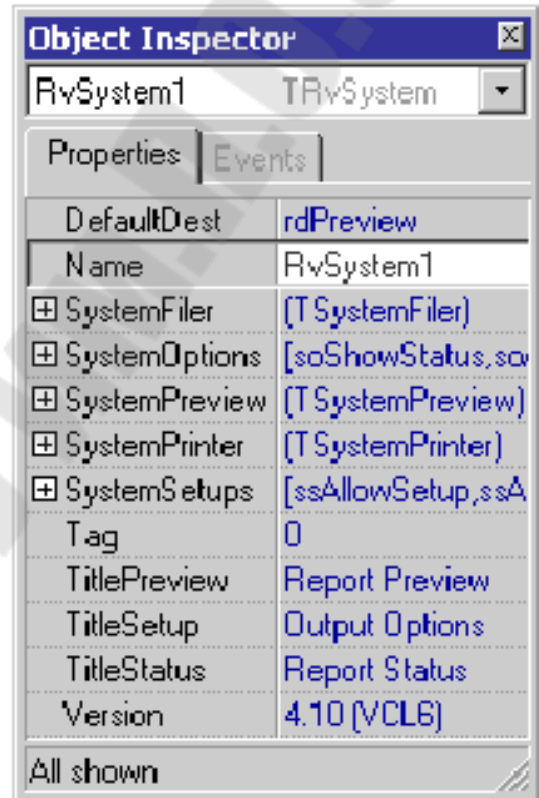 Object Inspector
RvSystem1 TRvSystem
Properties Events
DefaultDest rdPreview
Name RvSystem1
SystemFiler (TSystemFiler)
SystemOptions [soShowStatus,so
SystemPreview (TSystemPreview)
SystemPrinter (TSystemPrinter)
SystemSetups [ssAllowSetup,ssA
Tag 0
TitlePreview Report Preview
TitleSetup Output Options
TitleStatus Report Status
Version 4.10 (VCL6)
All shown